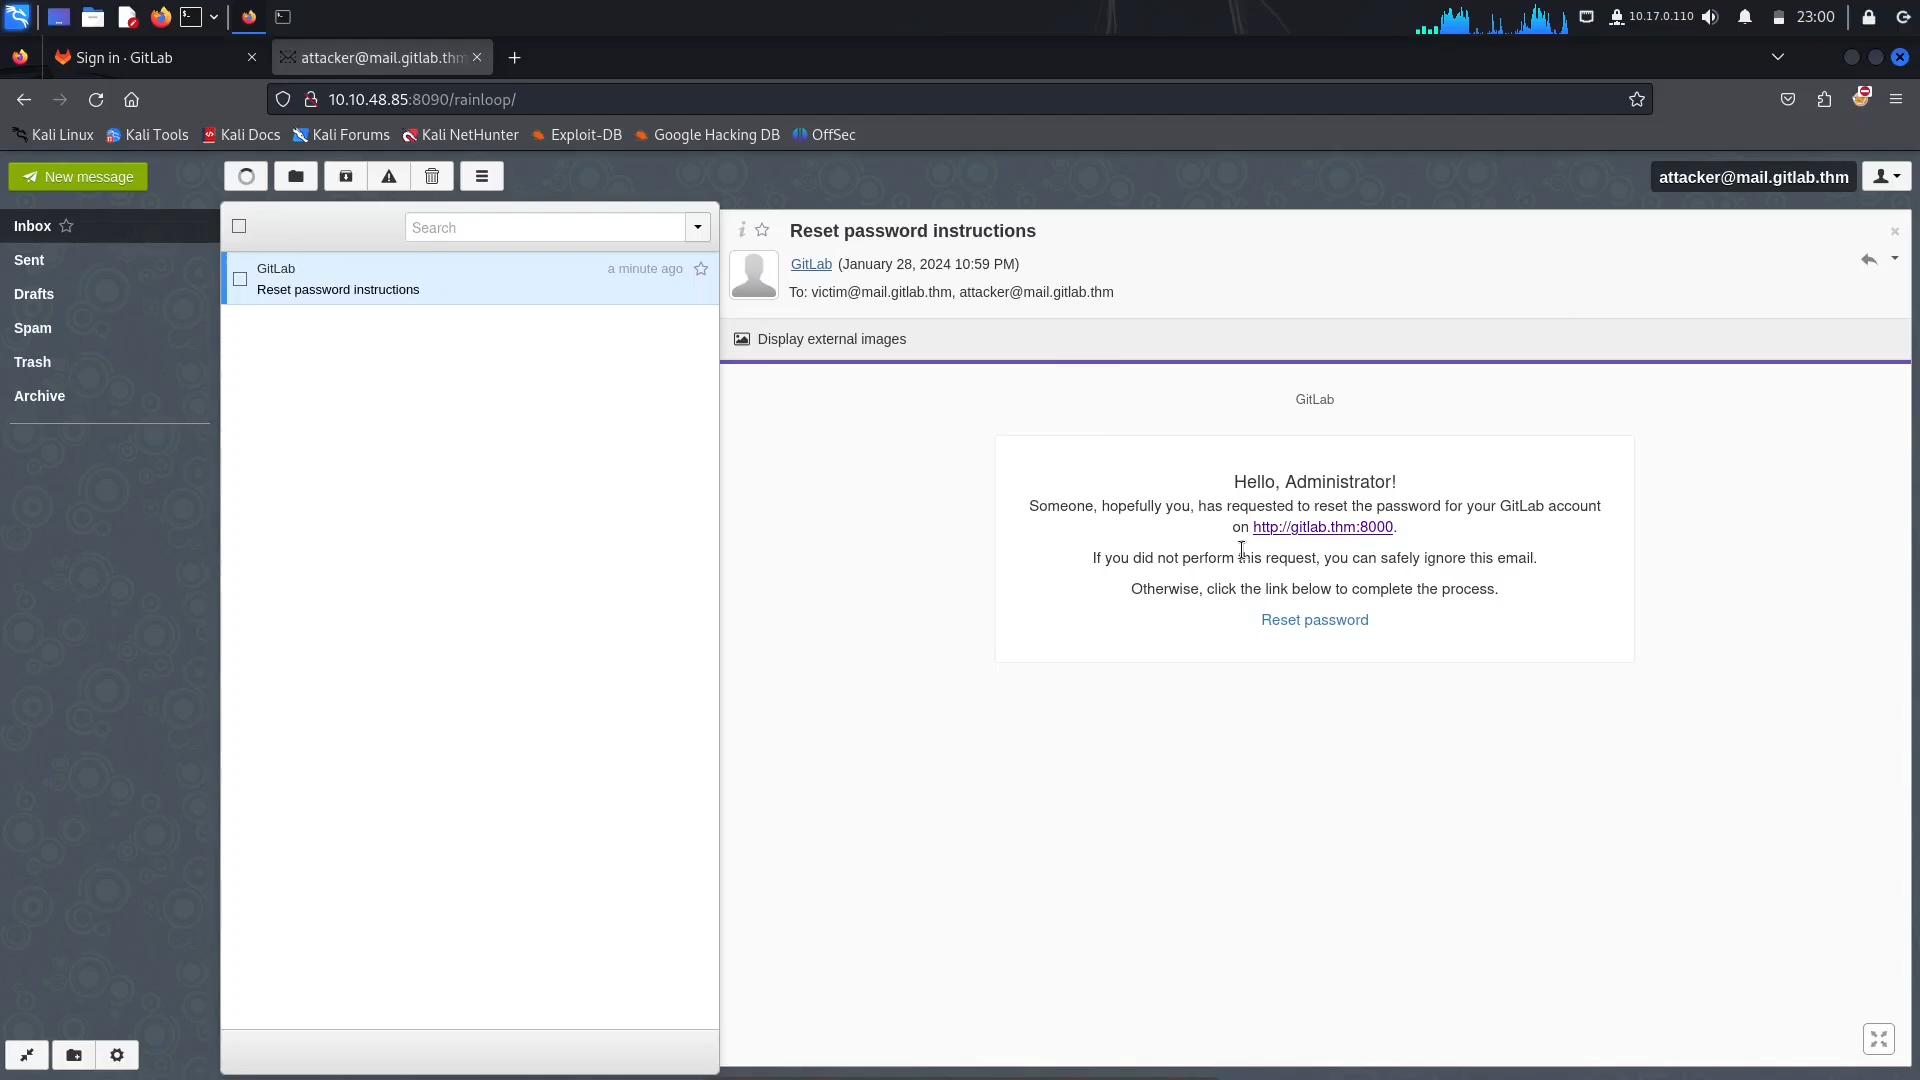 10.17.0.110
23:00
Sign in · GitLab
attacker@mail.gitlab.thm
10.10.48.85:8090/rainloop/
Kali Linux
Kali Tools
Kali Docs
Kali Forums
Kali NetHunter
Exploit-DB
Google Hacking DB
OffSec
New message
attacker@mail.gitlab.thm
Inbox
Sent
Drafts
Spam
Trash
Archive
Search
GitLab
a minute ago
Reset password instructions
Reset password instructions
GitLab (January 28, 2024 10:59 PM)
To: victim@mail.gitlab.thm, attacker@mail.gitlab.thm
Display external images
GitLab
Hello, Administrator!
Someone, hopefully you, has requested to reset the password for your GitLab account
on http://gitlab.thm:8000.
If you did not perform this request, you can safely ignore this email.
Otherwise, click the link below to complete the process.
Reset password